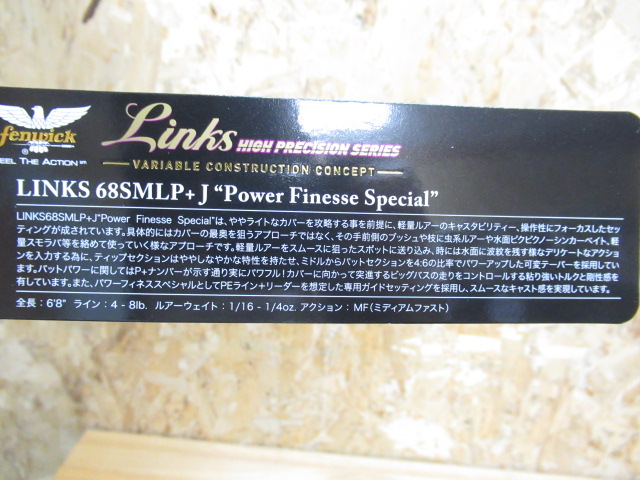 fenwick
®
FEEL THE ACTION
Links HIGH PRECISION SERIES
VARIABLE CONSTRUCTION CONCEPT
LINKS 68SMLP+J “Power Finesse Special”
LINKS68SMLP+J“Power Finesse Special”は、ややライトなカバーを攻略する事を前提に、軽量ルアーのキャスタビリティー、操作性にフォーカスしたセッ
ティングが成されています。具体的にはカバーの最奥を狙うアプローチではなく、その手前側のブッシュや枝に虫系ルアーや水面ピクピクノーシンカーベイト、軽
量スモラバ等を絡めて使っていく様なアプローチです。軽量ルアーをスムースに狙ったスポットに送り込み、時には水面に波紋を残す様なデリケートなアクショ
ンを入力する為に、ティップセクションはややしなやかな特性を持たせ、ミドルからバットセクションを4:6の比率でパワーアップした可変テーパーを採用してい
ます。バットパワーに関してはP+ナンバーが示す通り実にパワフル！カバーに向かって突進するビッグバスの走りをコントロールする粘り強いトルクと剛性感を
有しています。また、パワーフィネススペシャルとしてPEライン+リーダーを想定した専用ガイドセッティングを採用し、スムースなキャスト感を実現しています。
全長：6'8" ライン：4 - 8lb. ルアーウェイト：1/16 - 1/4oz. アクション：MF(ミディアムファスト)